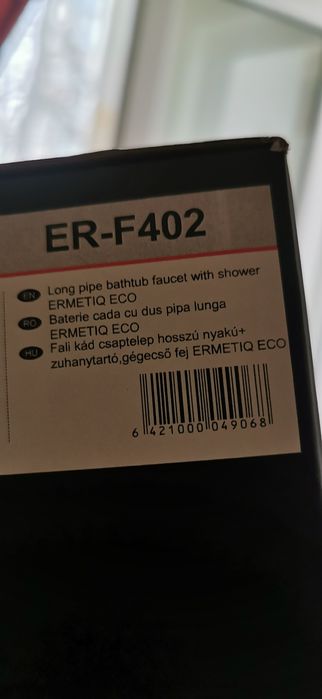 ER-F402
EN Long pipe bathtub faucet with shower
ERMETIQ ECO
RO Baterie cada cu dus pipa lunga
ERMETIQ ECO
HU Fali kád csaptelep hosszú nyakú+
zuhanytartó,gégecső fej ERMETIQ ECO
6 421000 049068